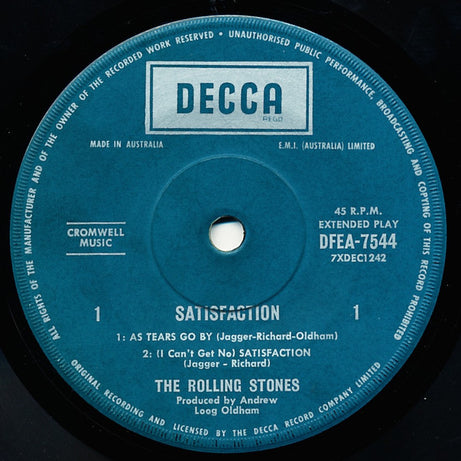 ALL RIGHTS OF THE MANUFACTURER AND OF THE OWNER OF THE RECORDED WORK RESERVED • UNAUTHORISED PUBLIC PERFORMANCE, BROADCASTING AND COPYING OF THIS RECORD PROHIBITED
DECCA
REGD
MADE IN AUSTRALIA
E.M.I. (AUSTRALIA) LIMITED
CROMWELL
MUSIC
45 R.P.M.
EXTENDED PLAY
DFEA-7544
7XDEC1242
1 SATISFACTION 1
1: AS TEARS GO BY (Jagger-Richard-Oldham)
2: (I Can't Get No) SATISFACTION
(Jagger – Richard)
THE ROLLING STONES
Produced by Andrew
Loog Oldham
ORIGINAL RECORDING AND LICENSED BY THE DECCA RECORD COMPANY LIMITED